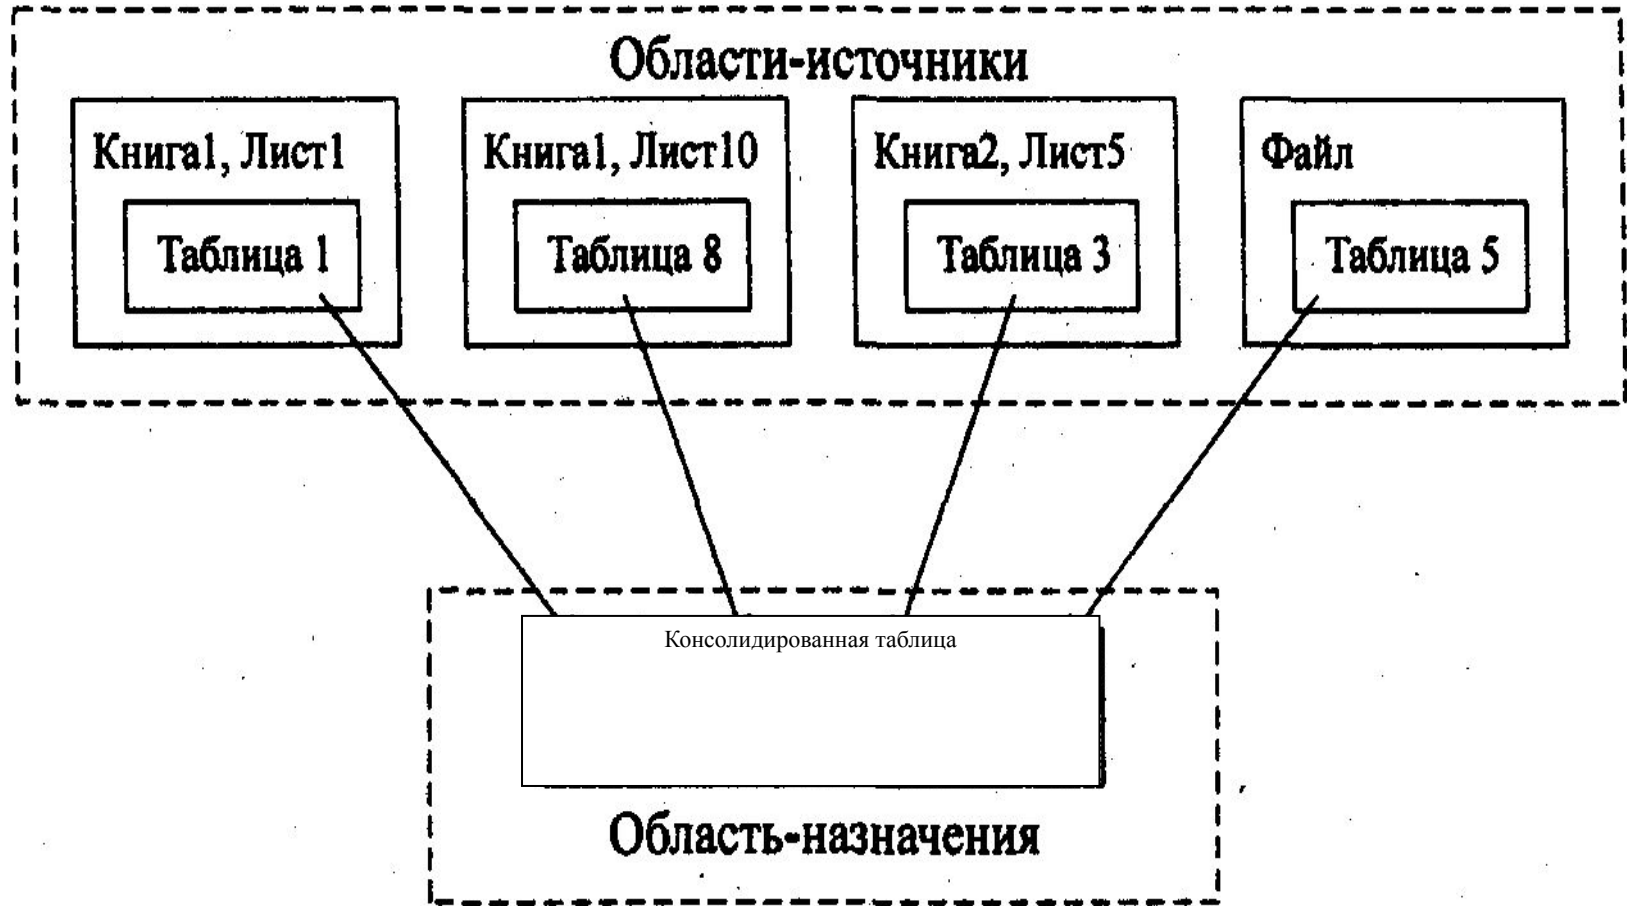 Области-источники
Книга1, Лист1
Книга1, Лист10
Книга2, Лист5
Файл
Таблица 1
Таблица 8
Таблица 3
Таблица 5
Консолидированная таблица
Область-назначения